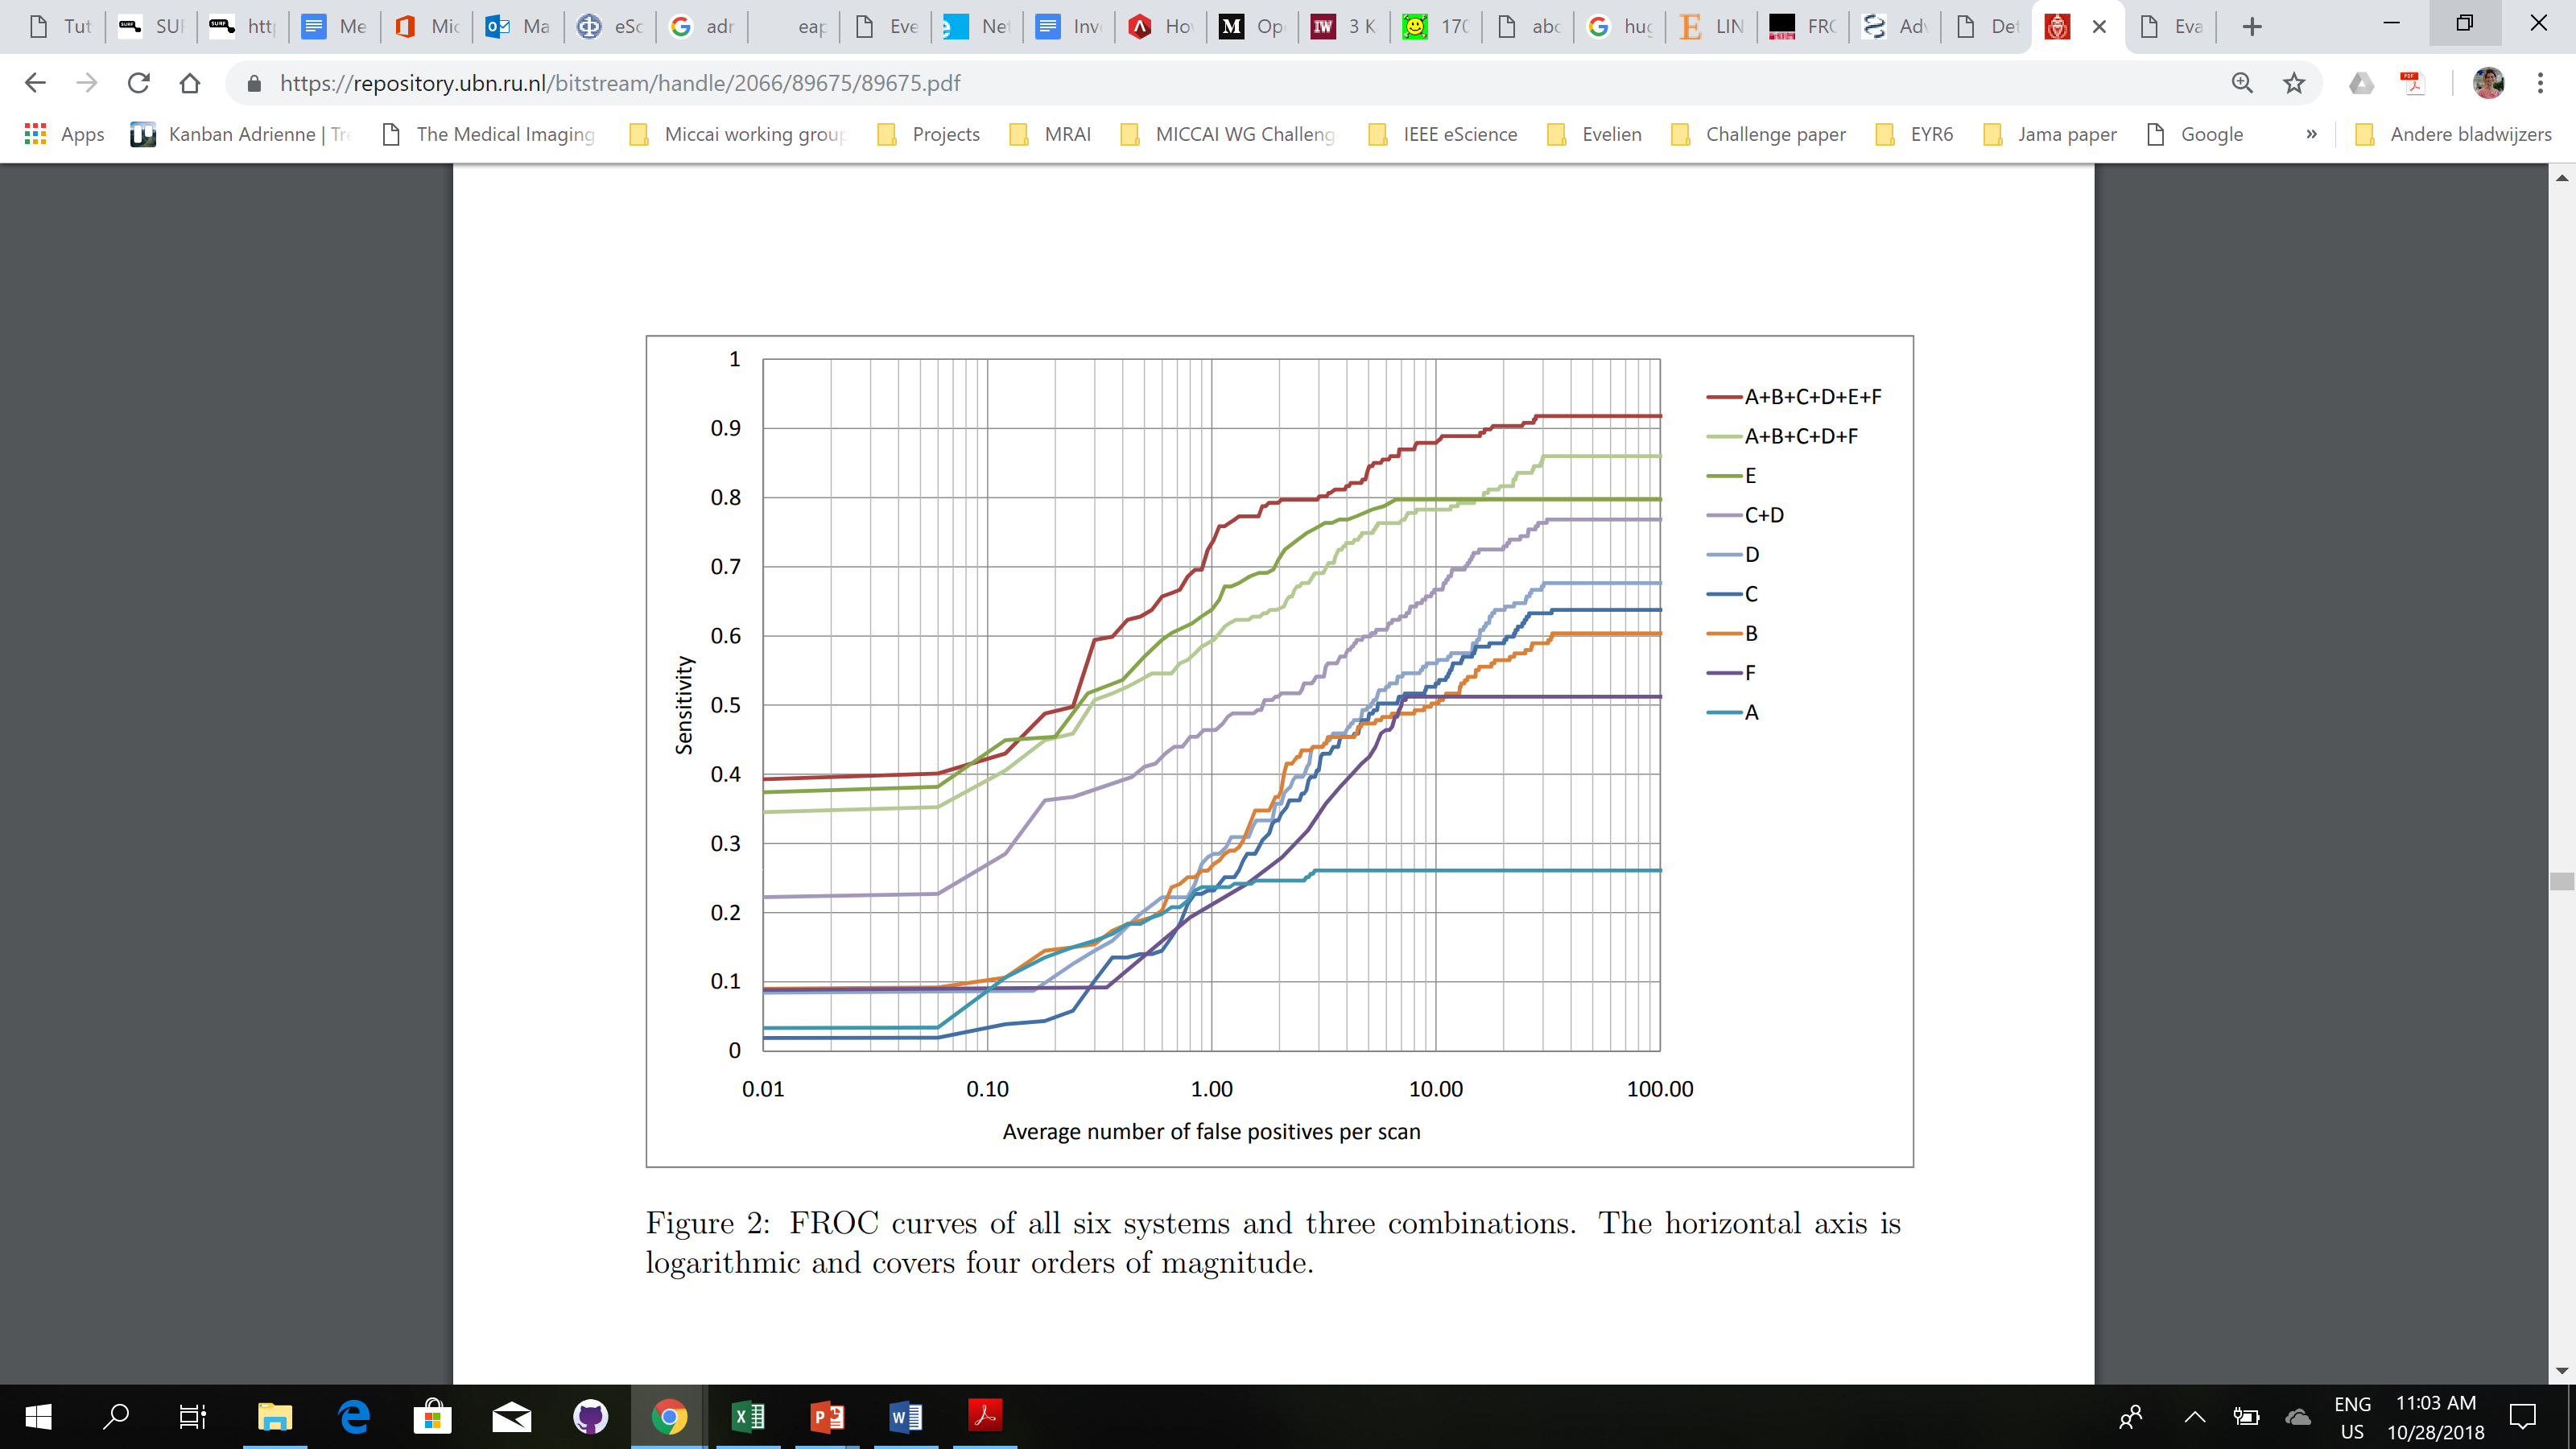 Tut SUF http Me Mic Ma eSc adr eap Eve Net Inv Ho Op 3 K 170 abc hug LIN FRO Adv Det Eva
https://repository.ubn.ru.nl/bitstream/handle/2066/89675/89675.pdf
Apps Kanban Adrienne | Tre The Medical Imaging Miccai working group Projects MRAI MICCAI WG Challeng IEEE eScience Evelien Challenge paper EYR6 Jama paper Google » Andere bladwijzers
1
0.9
0.8
0.7
0.6
0.5
0.4
0.3
0.2
0.1
0
Sensitivity
0.01 0.10 1.00 10.00 100.00
Average number of false positives per scan
A+B+C+D+E+F
A+B+C+D+F
E
C+D
D
C
B
F
A
Figure 2: FROC curves of all six systems and three combinations. The horizontal axis is
logarithmic and covers four orders of magnitude.
ENG 11:03 AM
US 10/28/2018